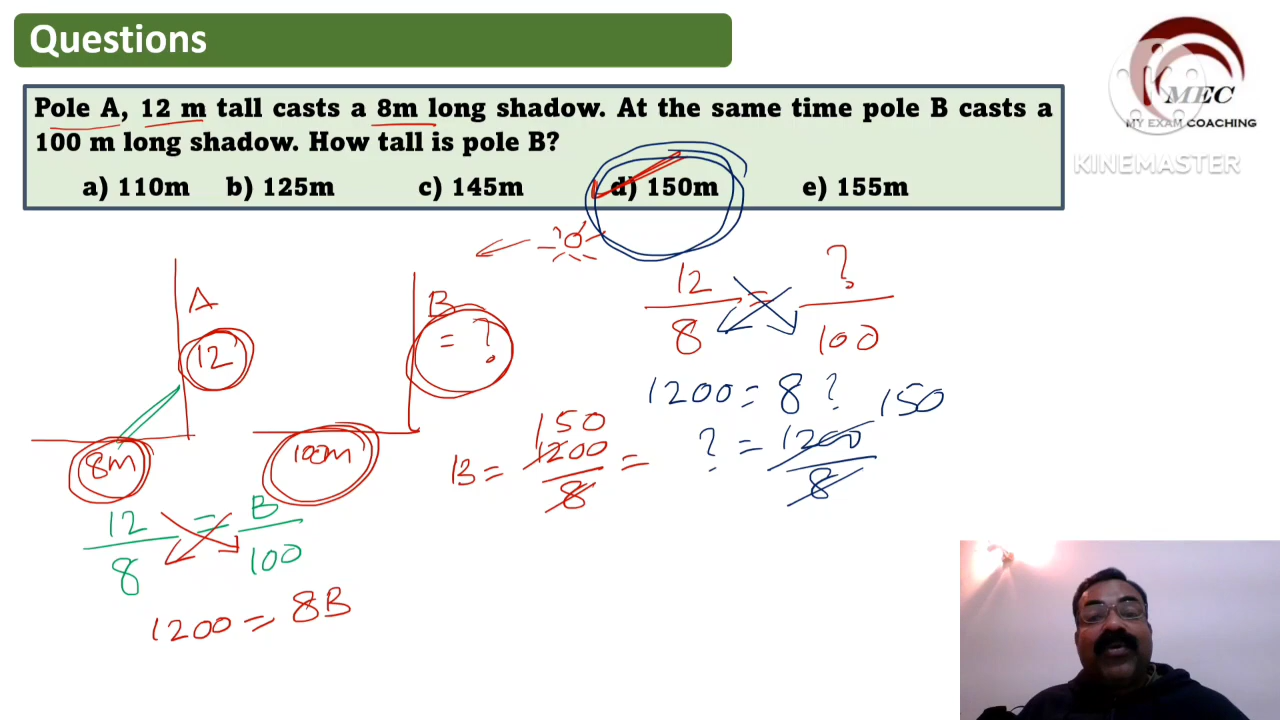 Questions
Pole A, 12 m tall casts a 8m long shadow. At the same time pole B casts a
100 m long shadow. How tall is pole B?
a) 110m b) 125m c) 145m d) 150m e) 155m
MEC
MY EXAM COACHING
KINEMASTER
A
12
8m
B
= ?
100m
12/8 = B/100
1200 = 8B
B = 1200/8 =
150
12/8 = ?/100
1200 = 8 ?
? = 1200/8
150